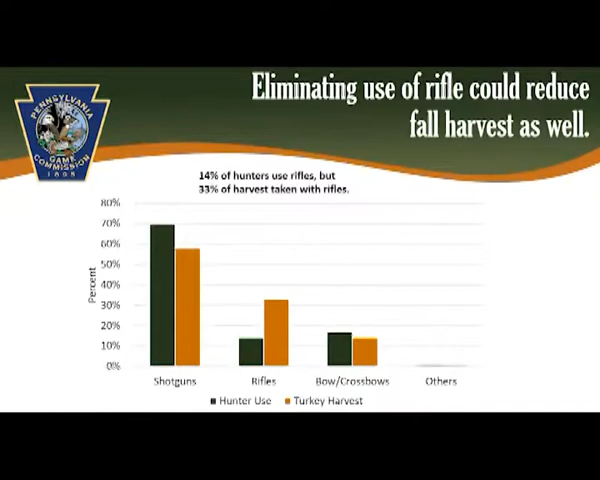 Eliminating use of rifle could reduce
fall harvest as well.
PENNSYLVANIA
GAME
COMMISSION
1895
14% of hunters use rifles, but
33% of harvest taken with rifles.
80%
70%
60%
50%
40%
30%
20%
10%
0%
Percent
Shotguns Rifles Bow/Crossbows Others
Hunter Use Turkey Harvest